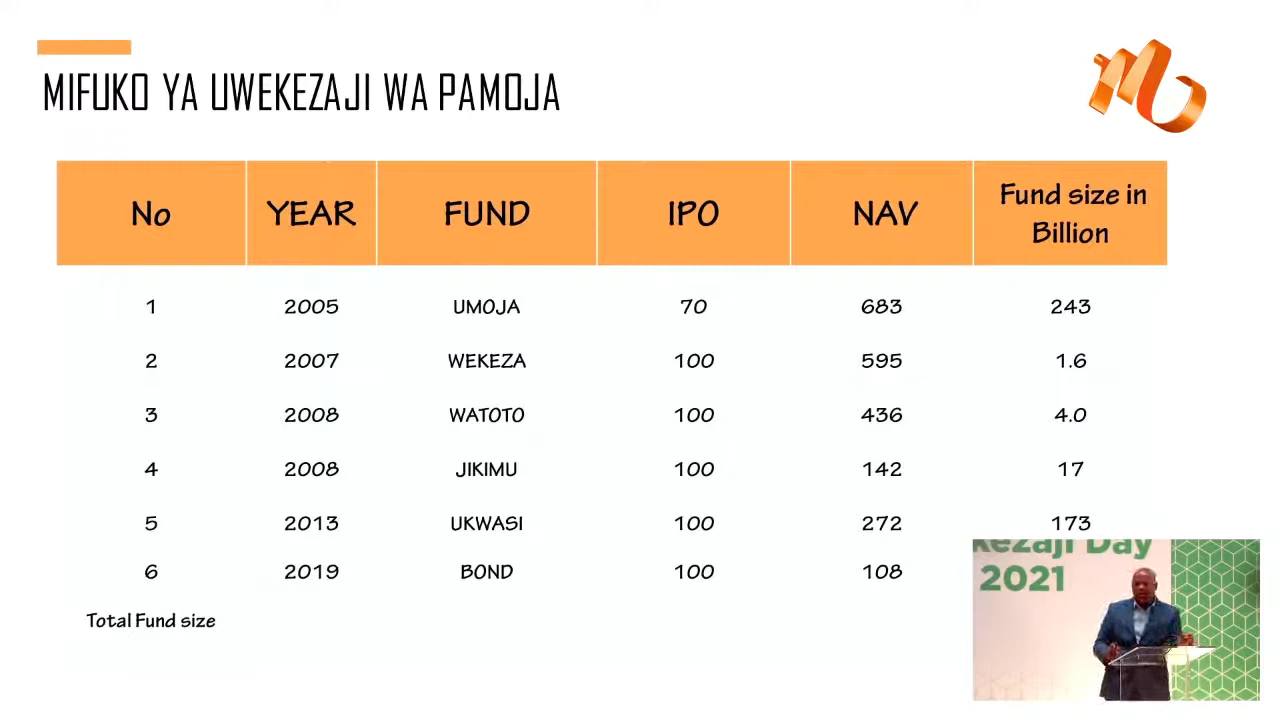 MIFUKO YA UWEKEZAJI WA PAMOJA
No YEAR FUND IPO NAV Fund size in Billion
1 2005 UMOJA 70 683 243
2 2007 WEKEZA 100 595 1.6
3 2008 WATOTO 100 436 4.0
4 2008 JIKIMU 100 142 17
5 2013 UKWASI 100 272 173
6 2019 BOND 100 108
Total Fund size
kezaji Day
2021